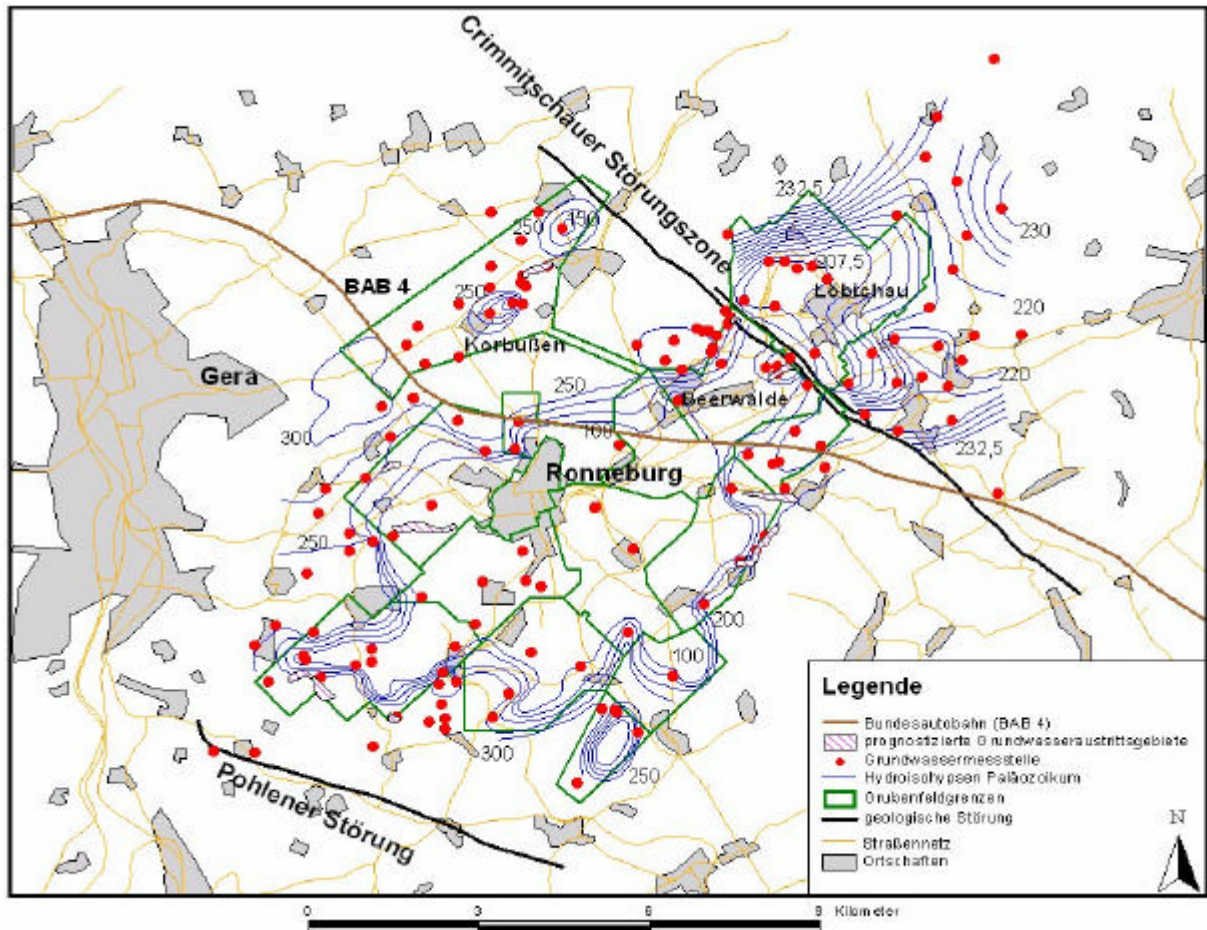 Crimmitschauer Störungszone
232,5
250
150
230
BAB 4
207,5
Löbichau
250
220
Korbußen
Gera
250
220
Beerwalde
300
100
232,5
Ronneburg
250
200
100
300
250
Pohlener Störung
Legende
Bundesautobahn (BAB 4)
prognostizierte Grundwasseraustrittsgebiete
Grundwassermessstelle
Hydroisohypsen Paläozoikum
Grubenfeldgrenzen
geologische Störung
Straßennetz
Ortschaften
N
0 3 6 9 Kilometer